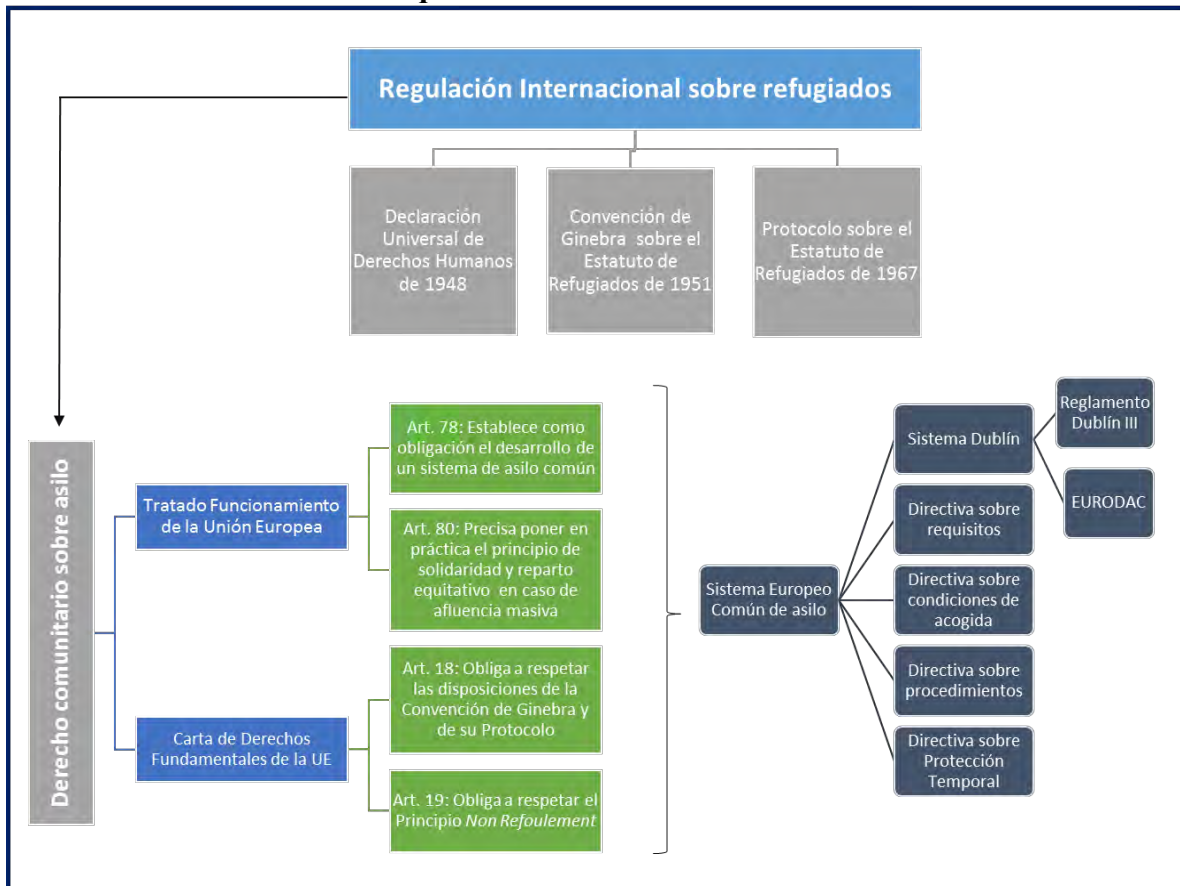 Regulación Internacional sobre refugiados
Declaración
Universal de
Derechos Humanos
de 1948
Convención de
Ginebra sobre el
Estatuto de
Refugiados de 1951
Protocolo sobre el
Estatuto de
Refugiados de 1967
Derecho comunitario sobre asilo
Tratado Funcionamiento
de la Unión Europea
Art. 78: Establece como
obligación el desarrollo de
un sistema de asilo común
Art. 80: Precisa poner en
práctica el principio de
solidaridad y reparto
equitativo en caso de
afluencia masiva
Carta de Derechos
Fundamentales de la UE
Art. 18: Obliga a respetar
las disposiciones de la
Convención de Ginebra y
de su Protocolo
Art. 19: Obliga a respetar el
Principio Non Refoulement
Sistema Europeo
Común de asilo
Sistema Dublín
Reglamento
Dublín III
EURODAC
Directiva sobre
requisitos
Directiva sobre
condiciones de
acogida
Directiva sobre
procedimientos
Directiva sobre
Protección
Temporal